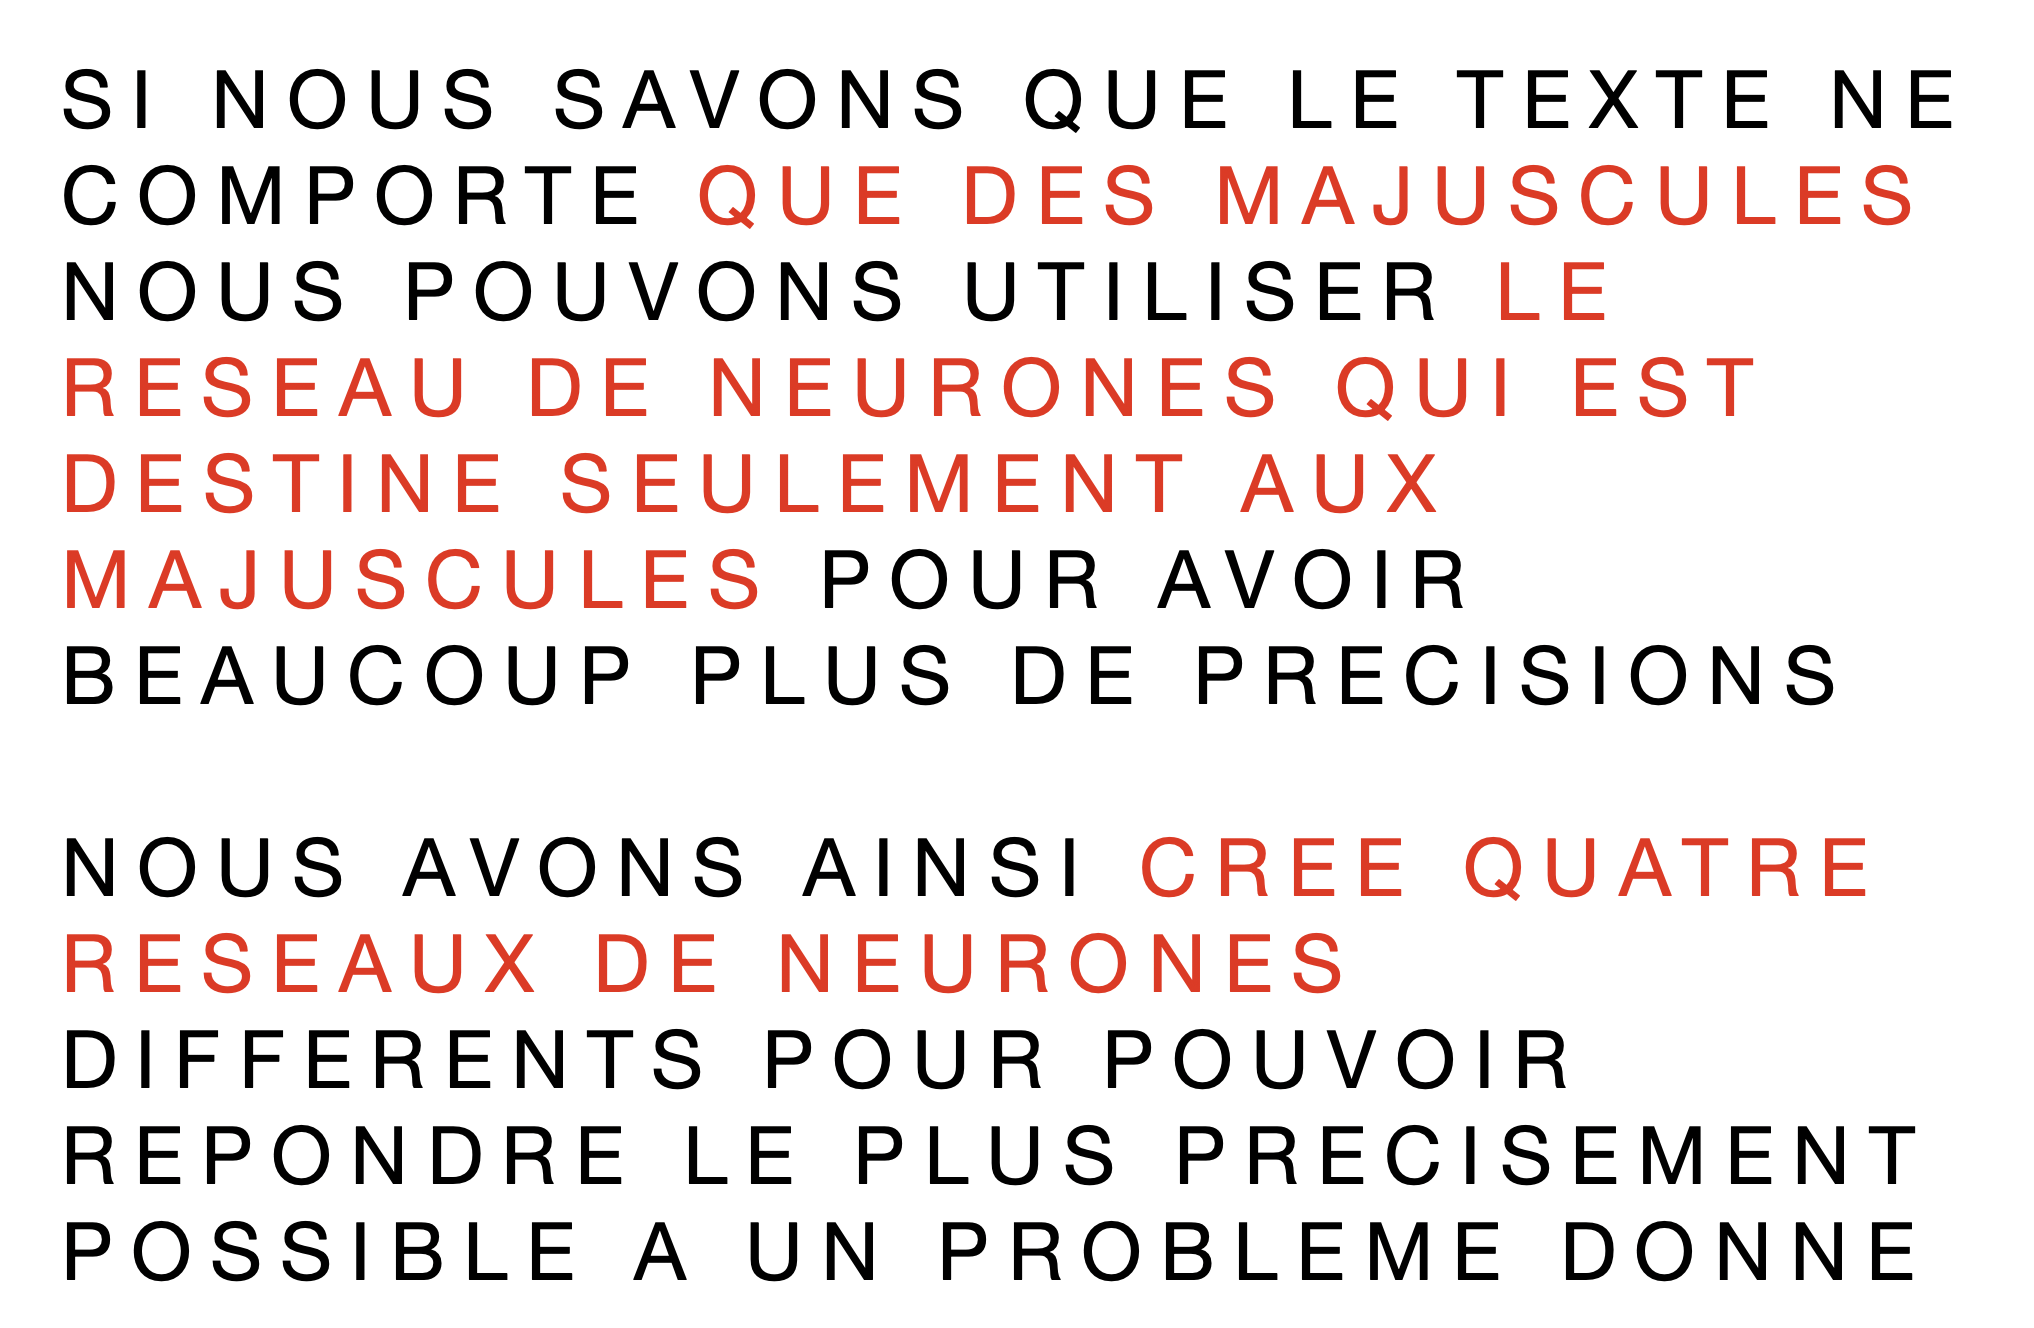 SI NOUS SAVONS QUE LE TEXTE NE
COMPORTE QUE DES MAJUSCULES
NOUS POUVONS UTILISER LE
RESEAU DE NEURONES QUI EST
DESTINE SEULEMENT AUX
MAJUSCULES POUR AVOIR
BEAUCOUP PLUS DE PRECISIONS
NOUS AVONS AINSI CREE QUATRE
RESEAUX DE NEURONES
DIFFERENTS POUR POUVOIR
REPONDRE LE PLUS PRECISEMENT
POSSIBLE A UN PROBLEME DONNE